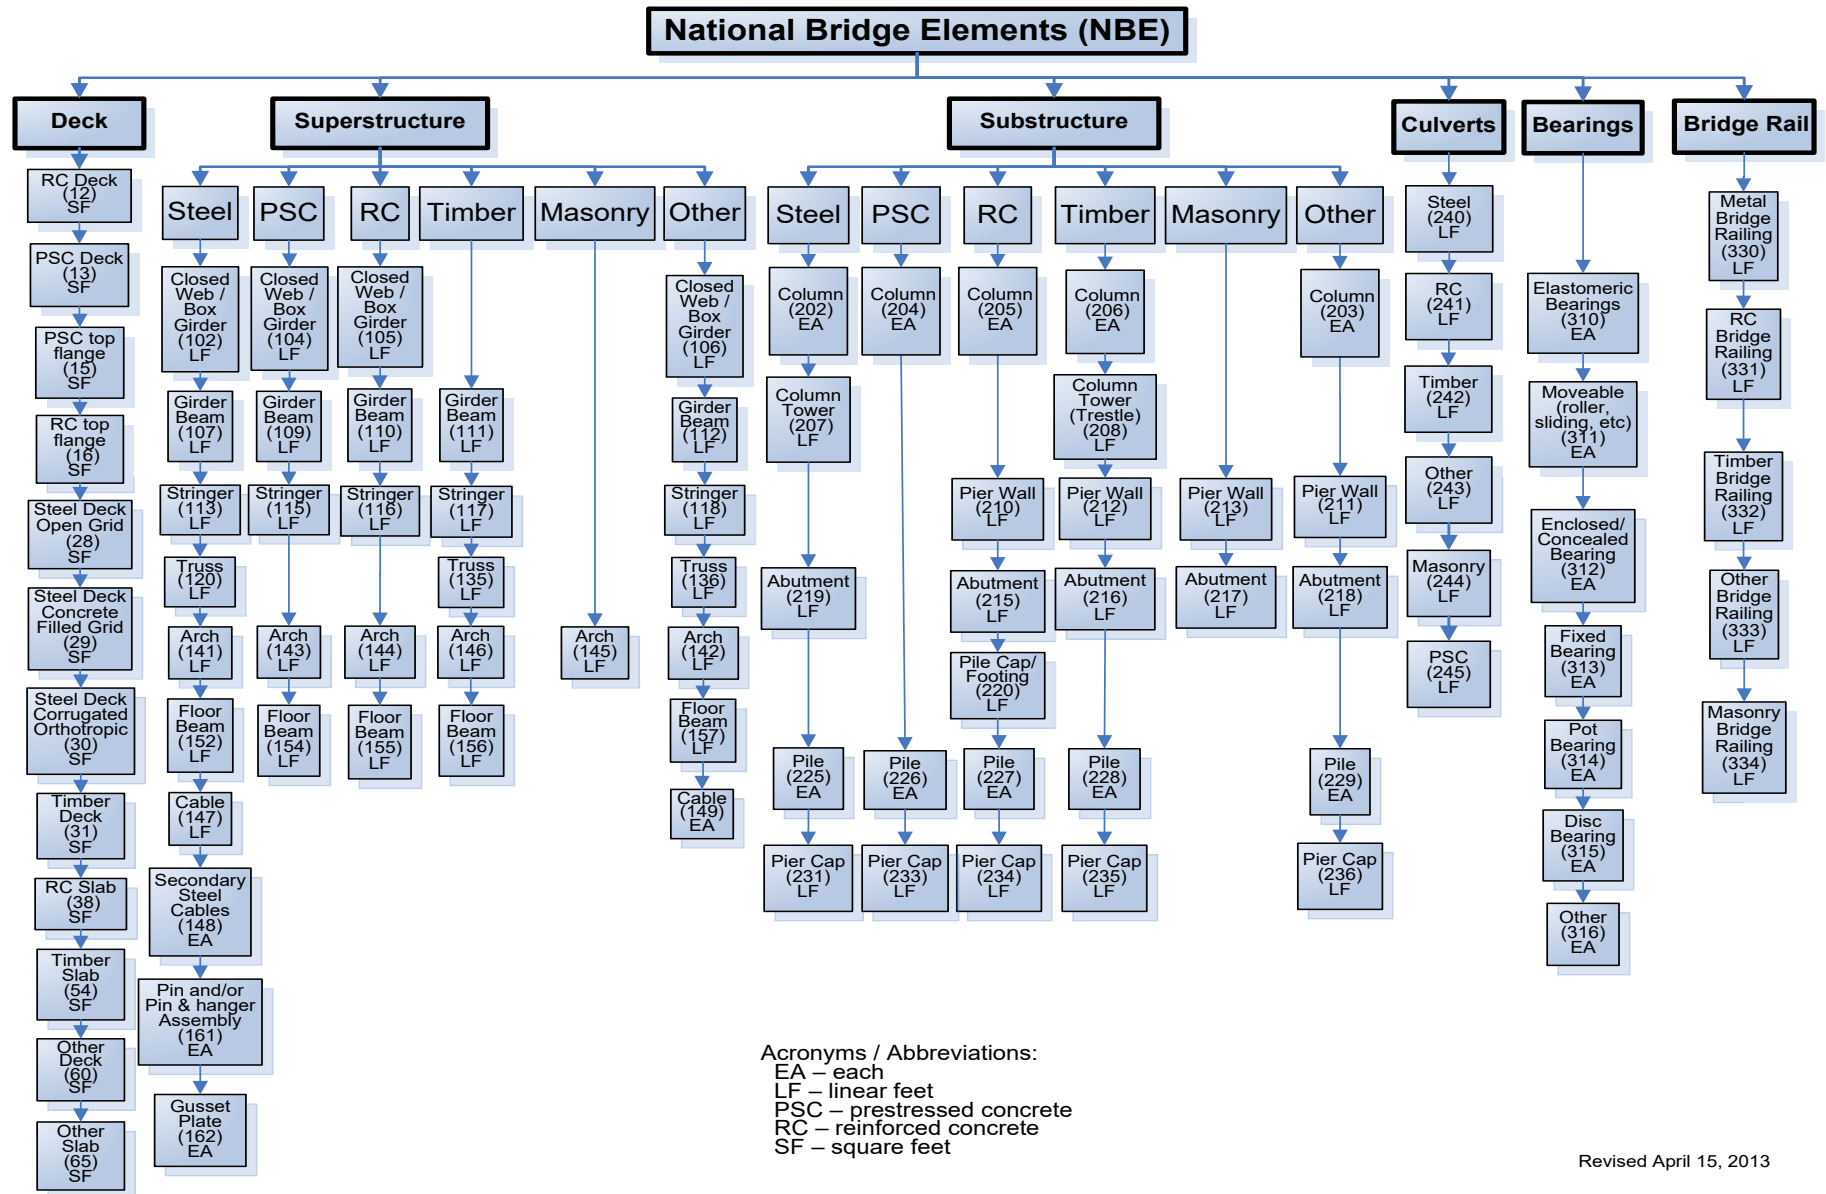 National Bridge Elements (NBE)
Deck
Superstructure
Substructure
Culverts
Bearings
Bridge Rail
RC Deck
(12)
SF
PSC Deck
(13)
SF
PSC top
flange
(15)
SF
RC top
flange
(16)
SF
Steel Deck
Open Grid
(28)
SF
Steel Deck
Concrete
Filled Grid
(29)
SF
Steel Deck
Corrugated
Orthotropic
(30)
SF
Timber
Deck
(31)
SF
RC Slab
(38)
SF
Timber
Slab
(54)
SF
Other
Deck
(60)
SF
Other
Slab
(65)
SF
Steel
Closed
Web /
Box
Girder
(102)
LF
Girder
Beam
(107)
LF
Stringer
(113)
LF
Truss
(120)
LF
Arch
(141)
LF
Floor
Beam
(152)
LF
Cable
(147)
LF
Secondary
Steel
Cables
(148)
EA
Pin and/or
Pin & hanger
Assembly
(161)
EA
Gusset
Plate
(162)
EA
PSC
Closed
Web /
Box
Girder
(104)
LF
Girder
Beam
(109)
LF
Stringer
(115)
LF
Arch
(143)
LF
Floor
Beam
(154)
LF
RC
Closed
Web /
Box
Girder
(105)
LF
Girder
Beam
(110)
LF
Stringer
(116)
LF
Arch
(144)
LF
Floor
Beam
(155)
LF
Timber
Girder
Beam
(111)
LF
Stringer
(117)
LF
Truss
(135)
LF
Arch
(146)
LF
Floor
Beam
(156)
LF
Masonry
Arch
(145)
LF
Other
Closed
Web /
Box
Girder
(106)
LF
Girder
Beam
(112)
LF
Stringer
(118)
LF
Truss
(136)
LF
Arch
(142)
LF
Floor
Beam
(157)
LF
Cable
(149)
EA
Steel
Column
(202)
EA
Column
Tower
(207)
LF
Abutment
(219)
LF
Pile
(225)
EA
Pier Cap
(231)
LF
PSC
Column
(204)
EA
Pile
(226)
EA
Pier Cap
(233)
LF
RC
Column
(205)
EA
Pier Wall
(210)
LF
Abutment
(215)
LF
Pile Cap/
Footing
(220)
LF
Pile
(227)
EA
Pier Cap
(234)
LF
Timber
Column
(206)
EA
Column
Tower
(Trestle)
(208)
LF
Pier Wall
(212)
LF
Abutment
(216)
LF
Pile
(228)
EA
Pier Cap
(235)
LF
Masonry
Pier Wall
(213)
LF
Abutment
(217)
LF
Other
Column
(203)
EA
Pier Wall
(211)
LF
Abutment
(218)
LF
Pile
(229)
EA
Pier Cap
(236)
LF
Steel
(240)
LF
RC
(241)
LF
Timber
(242)
LF
Other
(243)
LF
Masonry
(244)
LF
PSC
(245)
LF
Elastomeric
Bearings
(310)
EA
Moveable
(roller,
sliding, etc)
(311)
EA
Enclosed/
Concealed
Bearing
(312)
EA
Fixed
Bearing
(313)
EA
Pot
Bearing
(314)
EA
Disc
Bearing
(315)
EA
Other
(316)
EA
Metal
Bridge
Railing
(330)
LF
RC
Bridge
Railing
(331)
LF
Timber
Bridge
Railing
(332)
LF
Other
Bridge
Railing
(333)
LF
Masonry
Bridge
Railing
(334)
LF
Acronyms / Abbreviations:
EA – each
LF – linear feet
PSC – prestressed concrete
RC – reinforced concrete
SF – square feet
Revised April 15, 2013